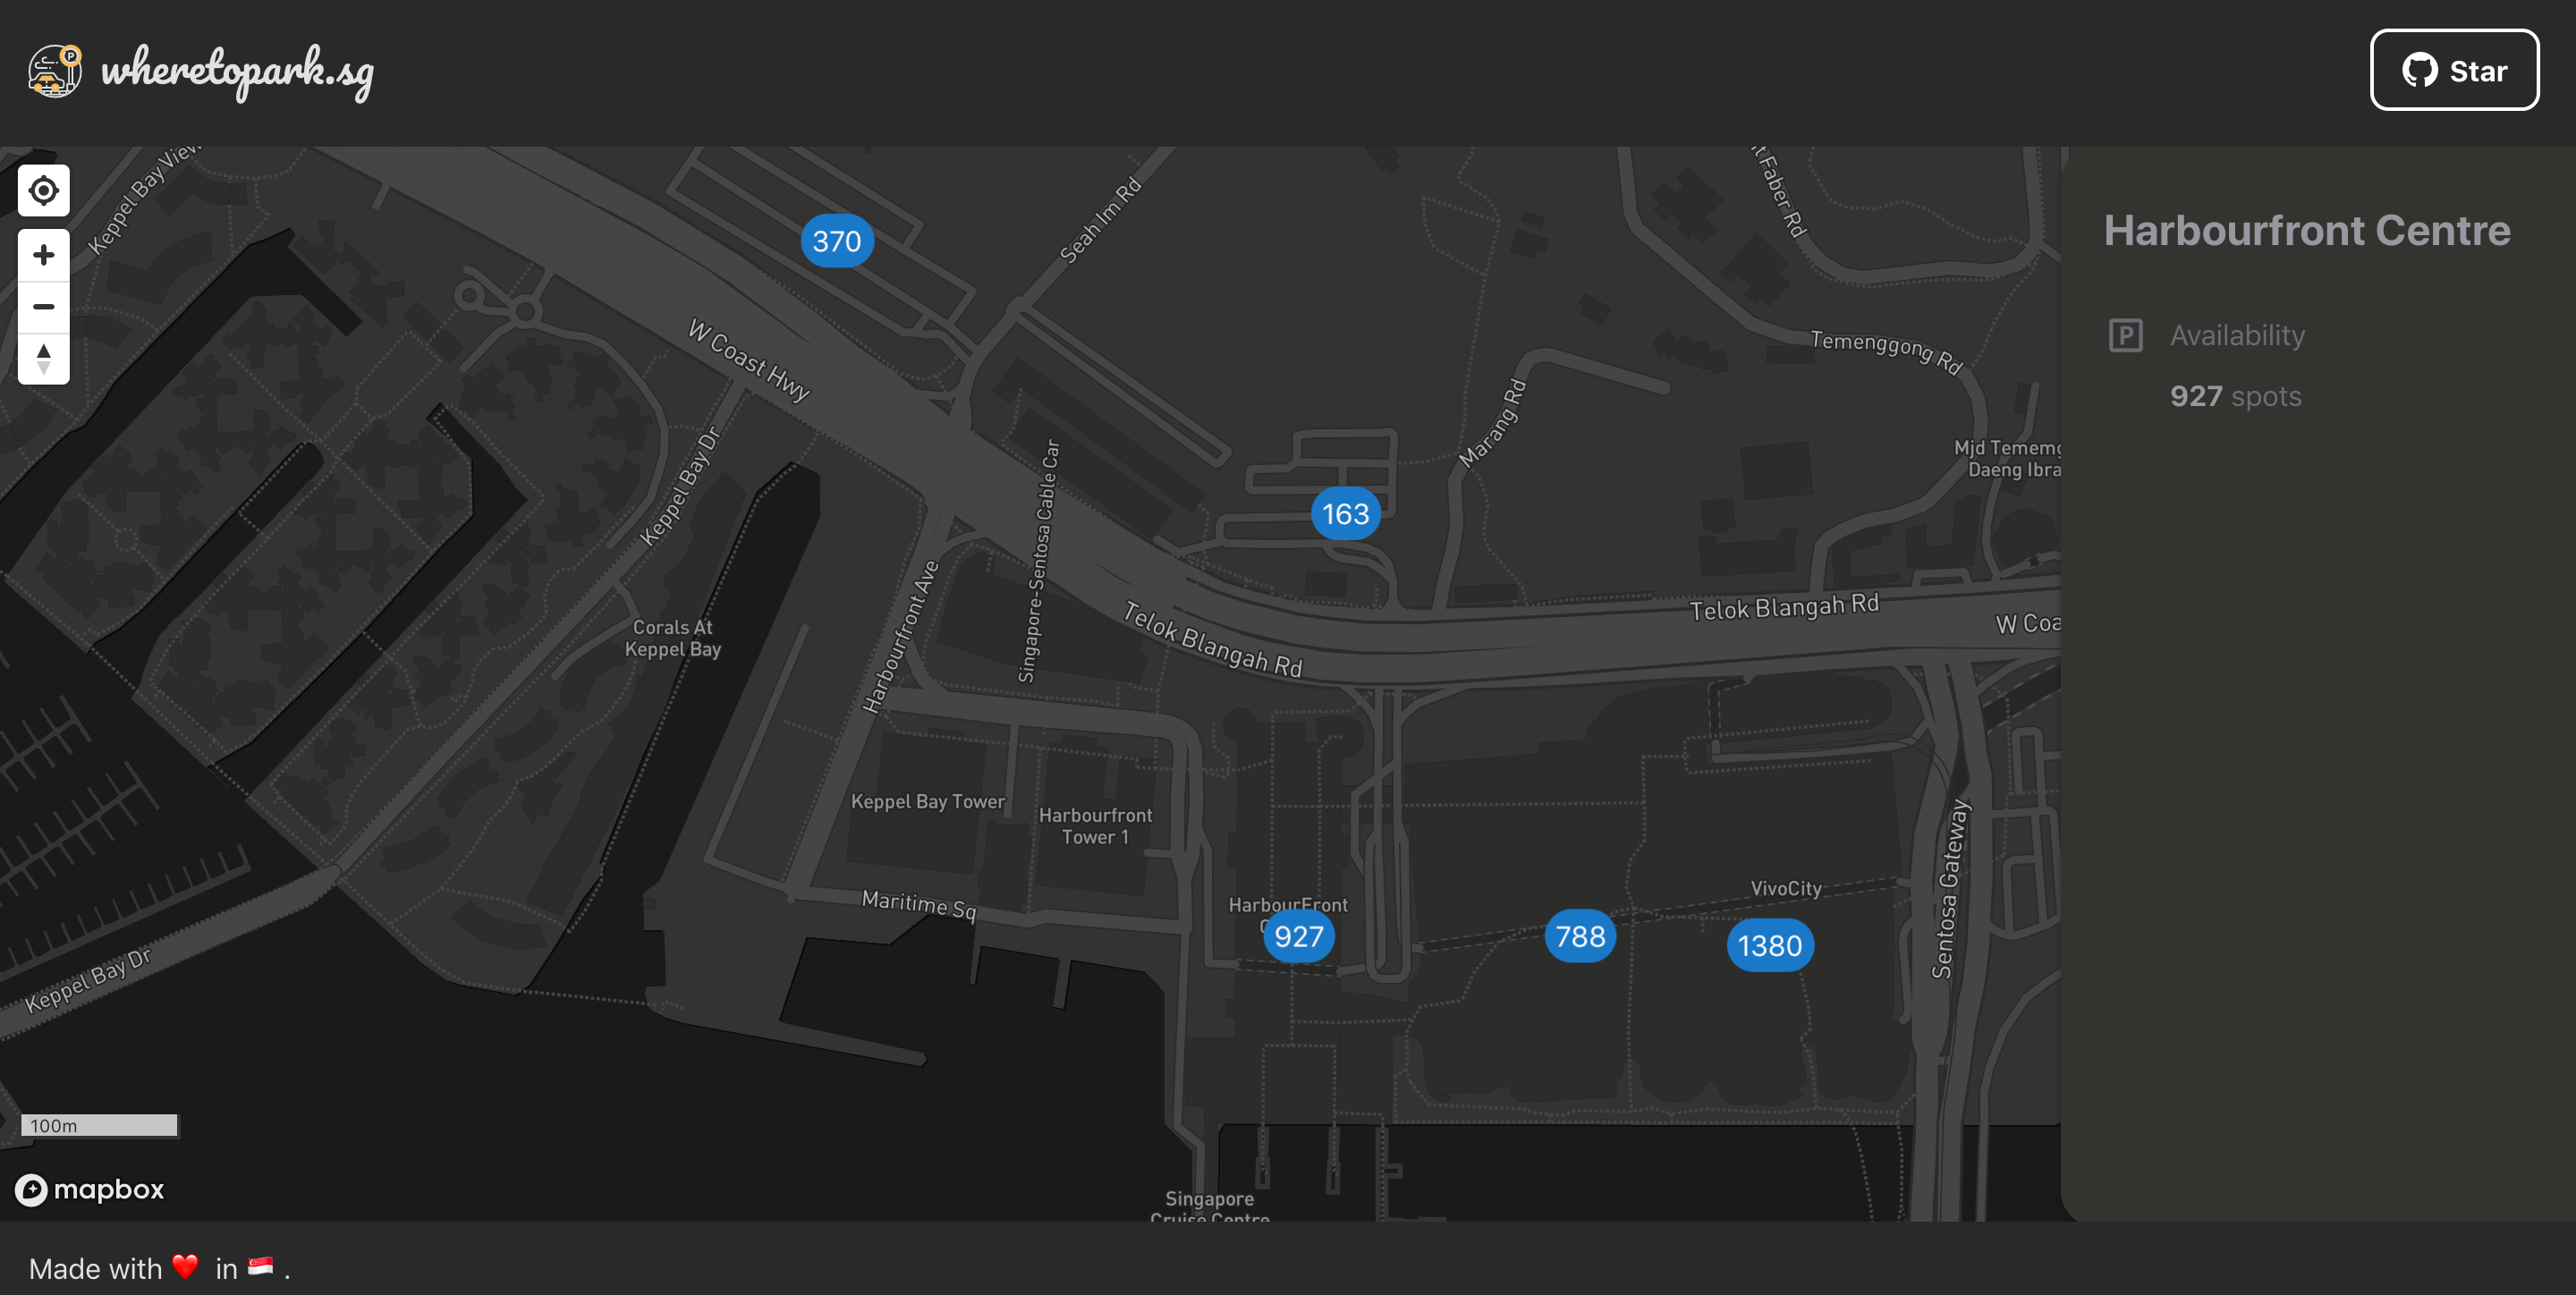 wheretopark.sg
Star
Keppel Bay View
370
Seah Im Rd
t Faber Rd
Harbourfront Centre
P Availability
927 spots
W Coast Hwy
Temenggong Rd
Marang Rd
Keppel Bay Dr
Singapore-Sentosa Cable Car
Mjd Tememg
Daeng Ibra
163
Harbourfront Ave
Telok Blangah Rd
Telok Blangah Rd
W Coa
Corals At
Keppel Bay
Keppel Bay Tower
Harbourfront
Tower 1
Sentosa Gateway
VivoCity
Maritime Sq
HarbourFront
927
788
1380
Keppel Bay Dr
100m
mapbox
Singapore
Cruise Centre
Made with ❤️ in 🇸🇬 .